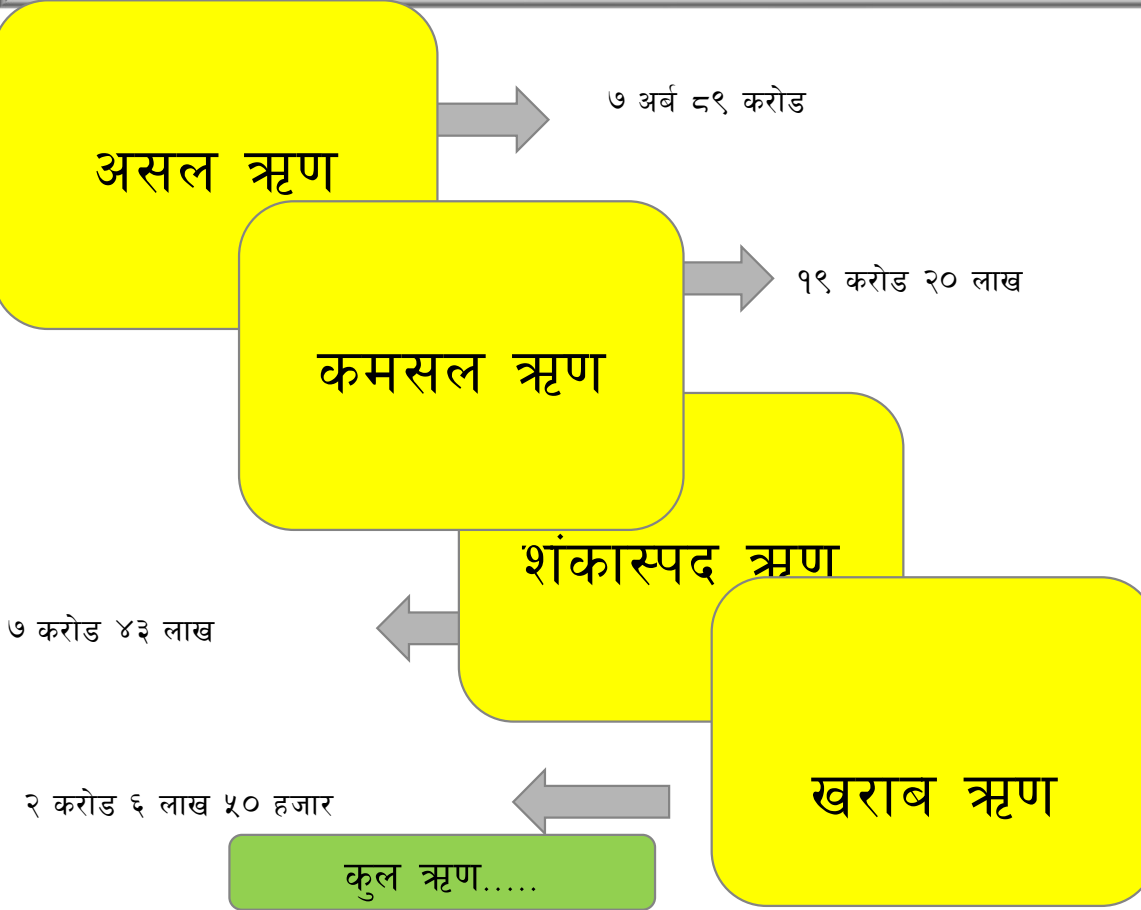 ७ अर्ब ८९ करोड
असल ऋण
१९ करोड २० लाख
कमसल ऋण
शंकास्पद ऋण
७ करोड ४३ लाख
खराब ऋण
२ करोड ६ लाख ५० हजार
कुल ऋण.....